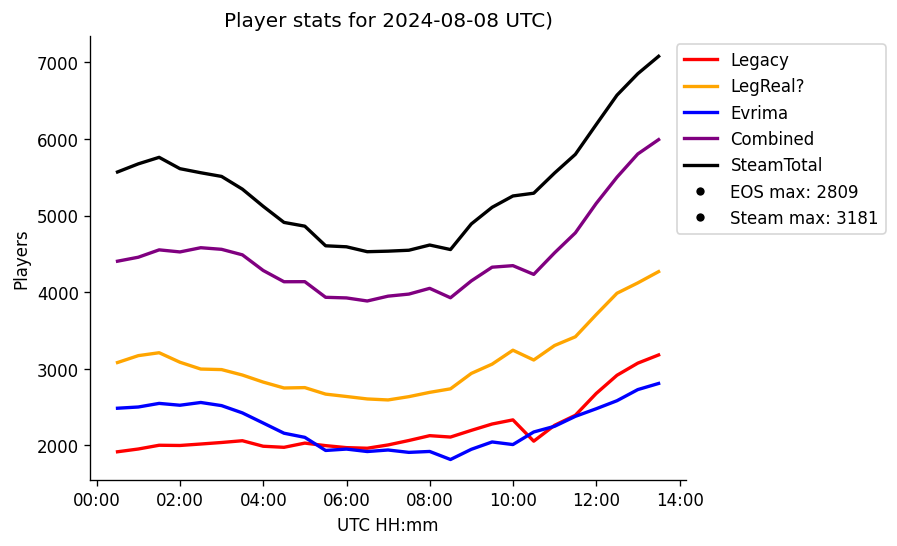 Player stats for 2024-08-08 UTC)
7000
6000
5000
4000
3000
2000
Players
00:00
02:00
04:00
06:00
08:00
10:00
12:00
14:00
UTC HH:mm
Legacy
LegReal?
Evrima
Combined
SteamTotal
EOS max: 2809
Steam max: 3181